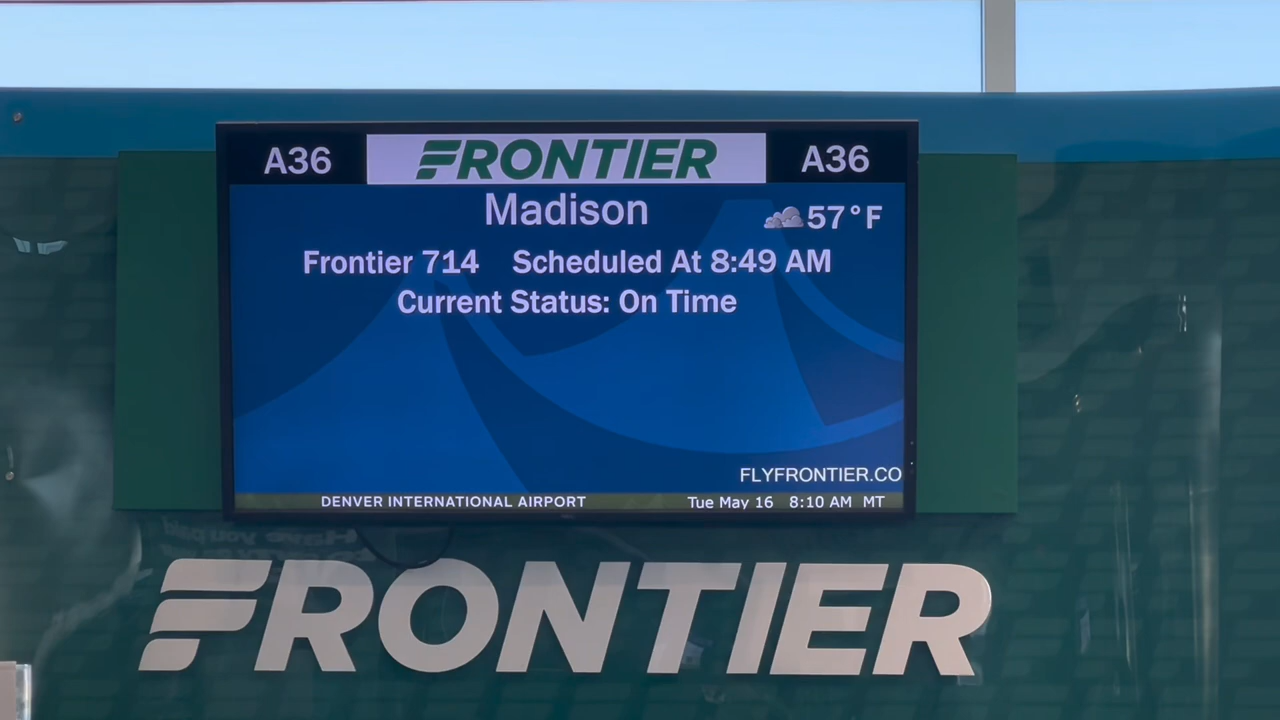 A36 FRONTIER A36
Madison 57°F
Frontier 714 Scheduled At 8:49 AM
Current Status: On Time
FLYFRONTIER.CO
DENVER INTERNATIONAL AIRPORT Tue May 16 8:10 AM MT
FRONTIER